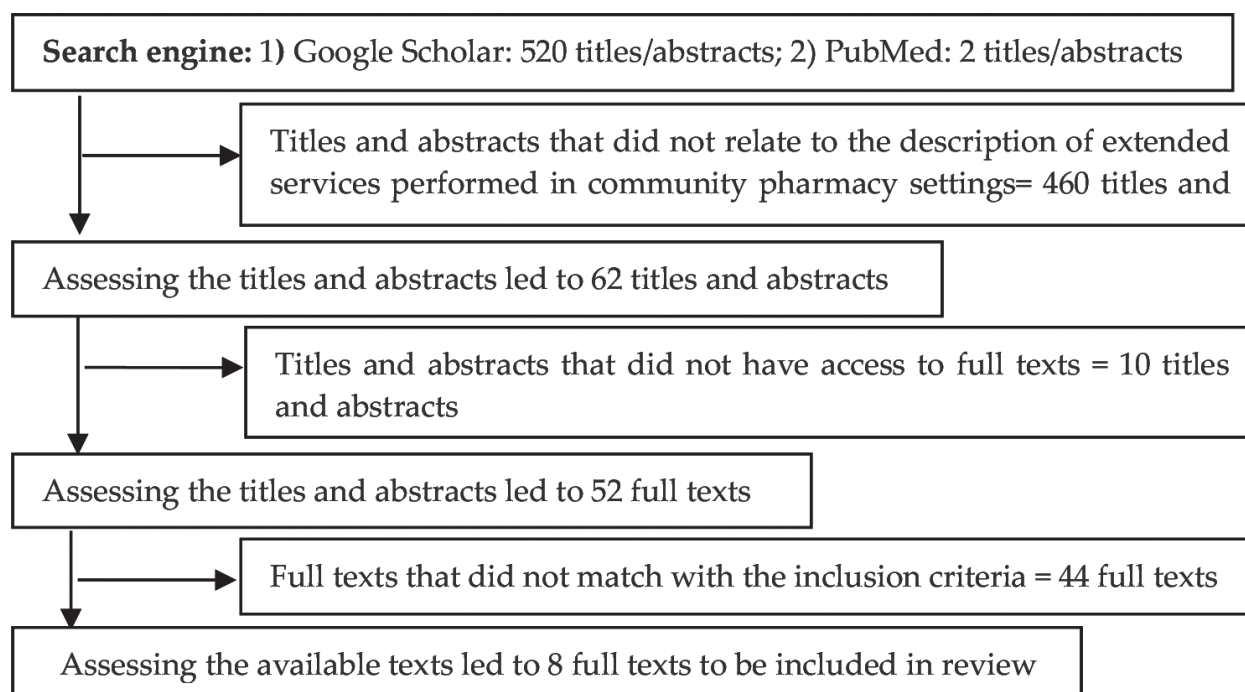 Search engine: 1) Google Scholar: 520 titles/abstracts; 2) PubMed: 2 titles/abstracts
Titles and abstracts that did not relate to the description of extended
services performed in community pharmacy settings= 460 titles and
Assessing the titles and abstracts led to 62 titles and abstracts
Titles and abstracts that did not have access to full texts = 10 titles
and abstracts
Assessing the titles and abstracts led to 52 full texts
Full texts that did not match with the inclusion criteria = 44 full texts
Assessing the available texts led to 8 full texts to be included in review